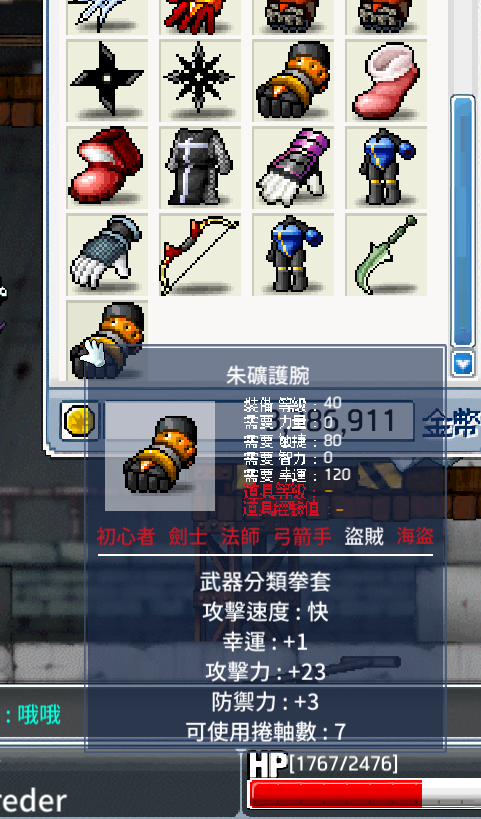 朱礦護腕
裝備 等級 : 40
需要 力量 : 0
86,911 金幣
需要 敏捷 : 80
需要 智力 : 0
需要 幸運 : 120
道具等級 : -
道具經驗值 : -
初心者 劍士 法師 弓箭手 盜賊 海盜
武器分類拳套
攻擊速度 : 快
幸運 : +1
攻擊力 : +23
防禦力 : +3
: 哦哦
可使用捲軸數 : 7
HP[1767/2476]
reder